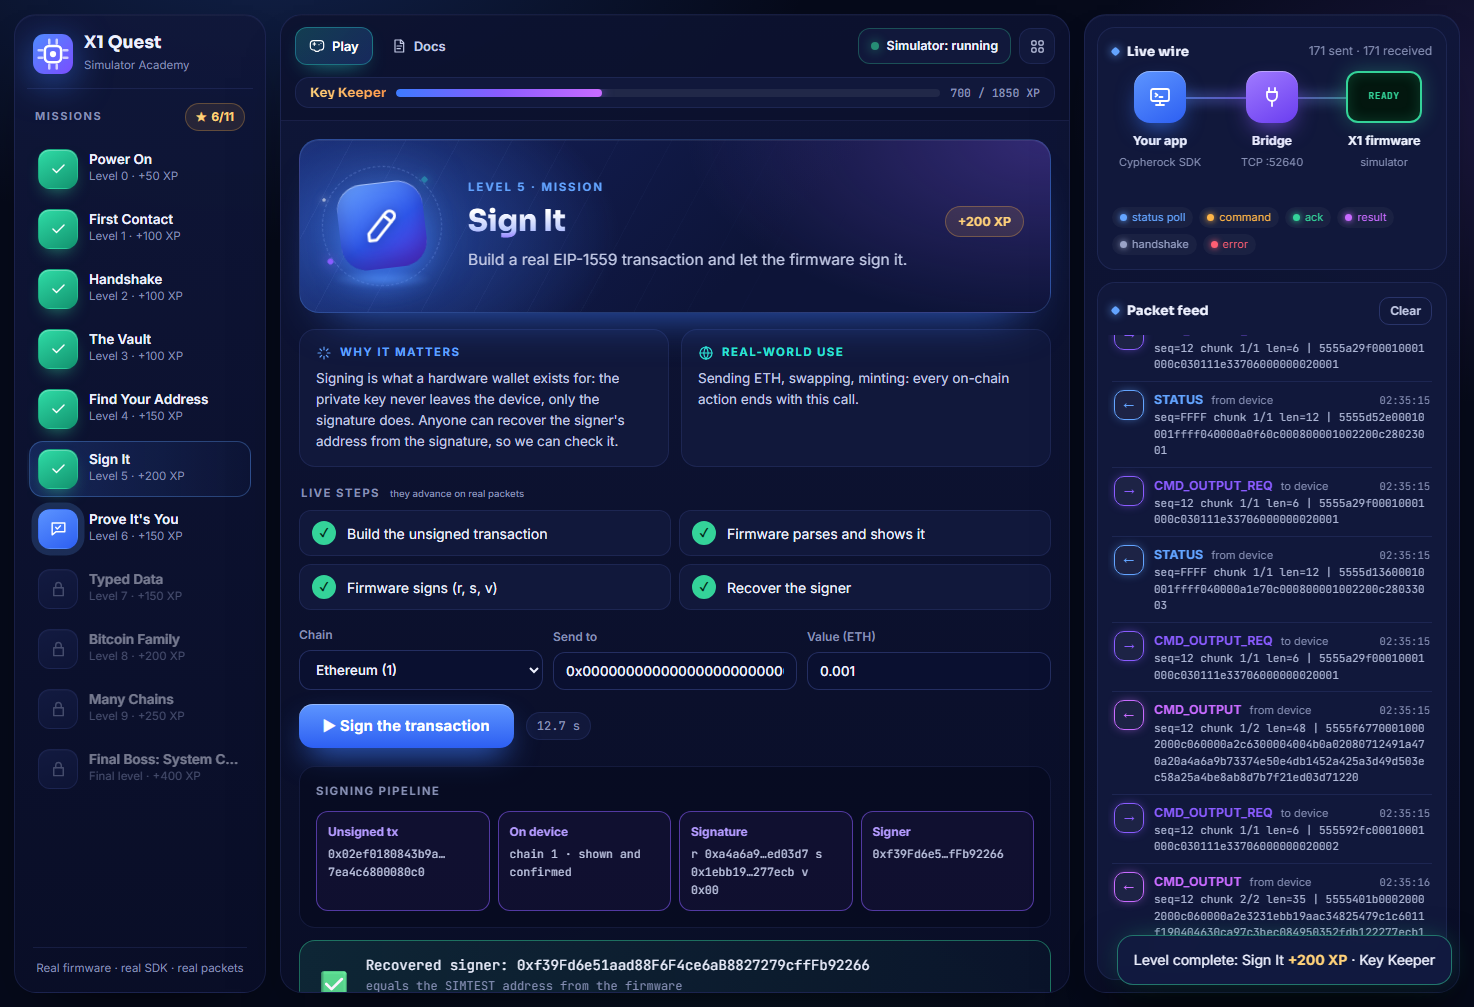 X1 Quest
Simulator Academy
MISSIONS
★ 6/11
Power On
Level 0 · +50 XP
First Contact
Level 1 · +100 XP
Handshake
Level 2 · +100 XP
The Vault
Level 3 · +100 XP
Find Your Address
Level 4 · +150 XP
Sign It
Level 5 · +200 XP
Prove It's You
Level 6 · +150 XP
Typed Data
Level 7 · +150 XP
Bitcoin Family
Level 8 · +200 XP
Many Chains
Level 9 · +250 XP
Final Boss: System C...
Final level · +400 XP
Real firmware · real SDK · real packets
Play
Docs
Simulator: running
Key Keeper
700 / 1850 XP
LEVEL 5 · MISSION
Sign It
Build a real EIP-1559 transaction and let the firmware sign it.
+200 XP
WHY IT MATTERS
Signing is what a hardware wallet exists for: the
private key never leaves the device, only the
signature does. Anyone can recover the signer's
address from the signature, so we can check it.
REAL-WORLD USE
Sending ETH, swapping, minting: every on-chain
action ends with this call.
LIVE STEPS they advance on real packets
Build the unsigned transaction
Firmware parses and shows it
Firmware signs (r, s, v)
Recover the signer
Chain
Ethereum (1)
Send to
0x00000000000000000000000
Value (ETH)
0.001
▶ Sign the transaction
12.7 s
SIGNING PIPELINE
Unsigned tx
0x02ef0180843b9a…
7ea4c6800080c0
On device
chain 1 · shown and
confirmed
Signature
r 0xa4a6a9…ed03d7 s
0x1ebb19…277ecb v
0x00
Signer
0xf39Fd6e5…fFb92266
Recovered signer: 0xf39Fd6e51aad88F6F4ce6aB8827279cffFb92266
equals the SIMTEST address from the firmware
Live wire
171 sent · 171 received
READY
Your app
Cypherock SDK
Bridge
TCP :52640
X1 firmware
simulator
status poll
command
ack
result
handshake
error
Packet feed
Clear
seq=12 chunk 1/1 len=6 | 5555a29f00010001
000c030111e33706000000020001
STATUS from device 02:35:15
seq=FFFF chunk 1/1 len=12 | 5555d52e00010
001ffff040000a0f60c000800001002200c280230
01
CMD_OUTPUT_REQ to device 02:35:15
seq=12 chunk 1/1 len=6 | 5555a29f00010001
000c030111e33706000000020001
STATUS from device 02:35:15
seq=FFFF chunk 1/1 len=12 | 5555d13600010
001ffff040000a1e70c000800001002200c280330
03
CMD_OUTPUT_REQ to device 02:35:15
seq=12 chunk 1/1 len=6 | 5555a29f00010001
000c030111e33706000000020001
CMD_OUTPUT from device 02:35:15
seq=12 chunk 1/2 len=48 | 5555f6770001000
2000c060000a2c6300004004b0a02080712491a47
0a20a4a6a9b73374e50e4db1452a425a3d49d503e
c58a25a4be8ab8d7b7f21ed03d71220
CMD_OUTPUT_REQ to device 02:35:15
seq=12 chunk 1/1 len=6 | 555592fc00010001
000c030111e33706000000020002
CMD_OUTPUT from device 02:35:16
seq=12 chunk 2/2 len=35 | 5555401b0002000
2000c060000a2e3231ebb19aac34825479c1c6011
f190404630ca97c3bec084950352fdb122277ecb1
Level complete: Sign It +200 XP · Key Keeper